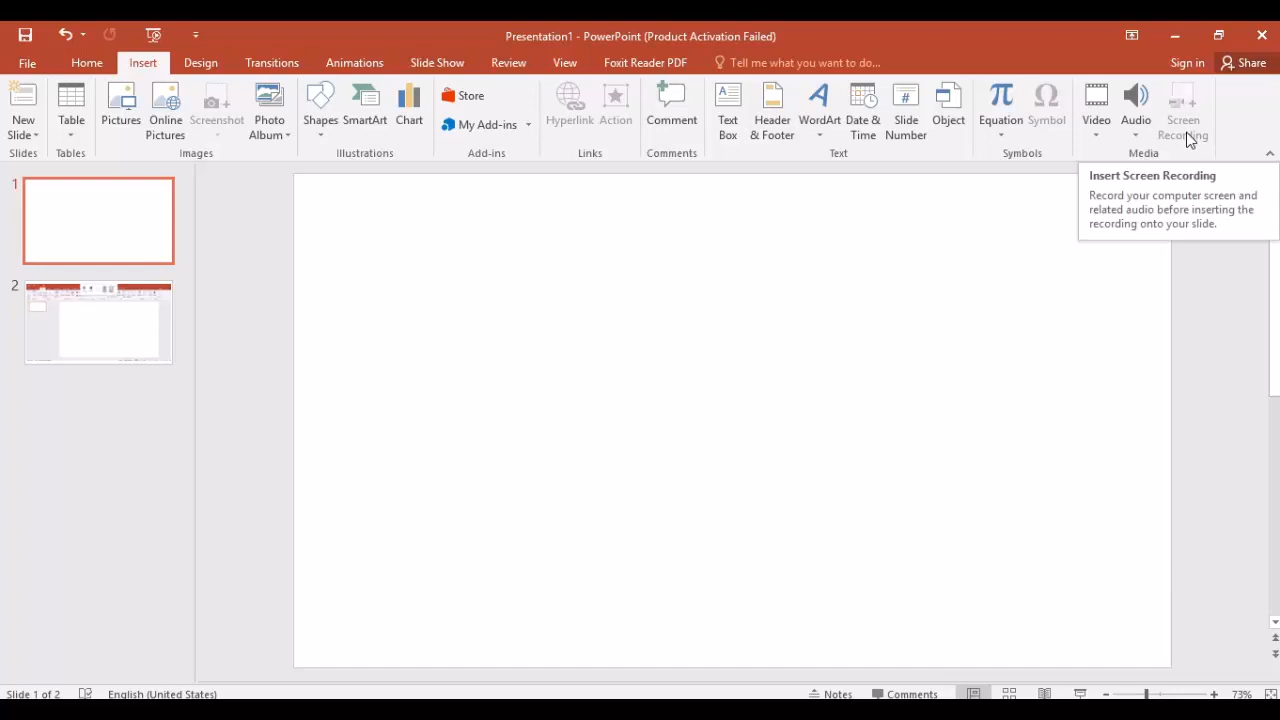 Presentation1 - PowerPoint (Product Activation Failed)
File Home Insert Design Transitions Animations Slide Show Review View Foxit Reader PDF Tell me what you want to do... Sign in Share
New Slide
Table
Pictures
Online Pictures
Screenshot
Photo Album
Shapes
SmartArt
Chart
Store
My Add-ins
Hyperlink
Action
Comment
Text Box
Header & Footer
WordArt
Date & Time
Slide Number
Object
Equation
Symbol
Video
Audio
Screen Recording
Slides Tables Images Illustrations Add-ins Links Comments Text Symbols Media
Insert Screen Recording
Record your computer screen and
related audio before inserting the
recording onto your slide.
1
2
Slide 1 of 2 English (United States) Notes Comments 73%